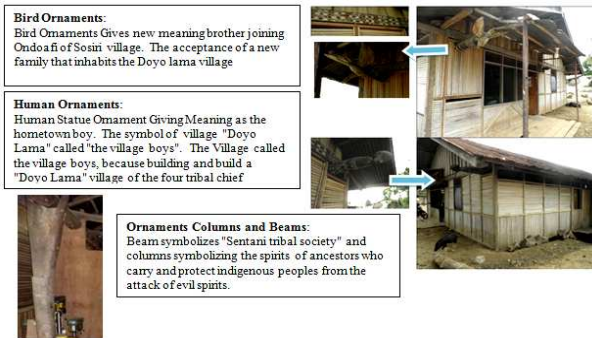 Bird Ornaments:
Bird Ornaments Gives new meaning brother joining
Ondoafi of Sosiri village. The acceptance of a new
family that inhabits the Doyo lama village
Human Ornaments:
Human Statue Ornament Giving Meaning as the
hometown boy. The symbol of village "Doyo
Lama" called "the village boys". The Village called
the village boys, because building and build a
"Doyo Lama" village of the four tribal chief
Ornaments Columns and Beams:
Beam symbolizes "Sentani tribal society" and
columns symbolizing the spirits of ancestors who
carry and protect indigenous peoples from the
attack of evil spirits.